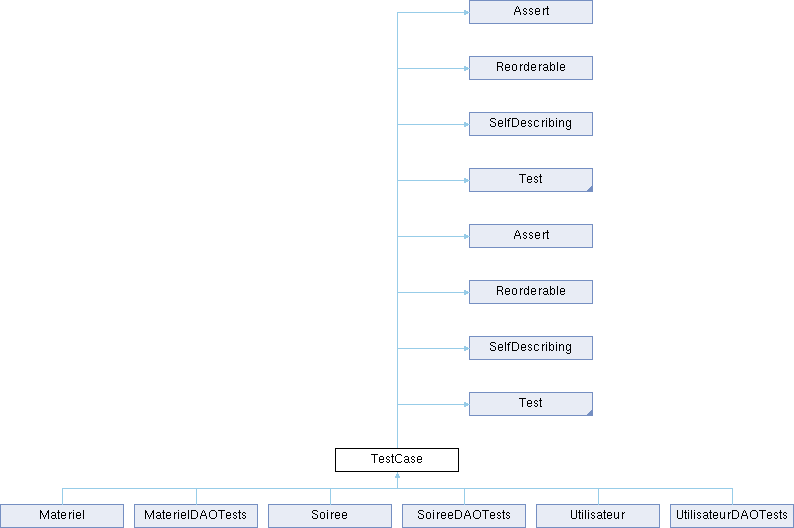 Assert
Reorderable
SelfDescribing
Test
Assert
Reorderable
SelfDescribing
Test
TestCase
Materiel
MaterielDAOTests
Soiree
SoireeDAOTests
Utilisateur
UtilisateurDAOTests